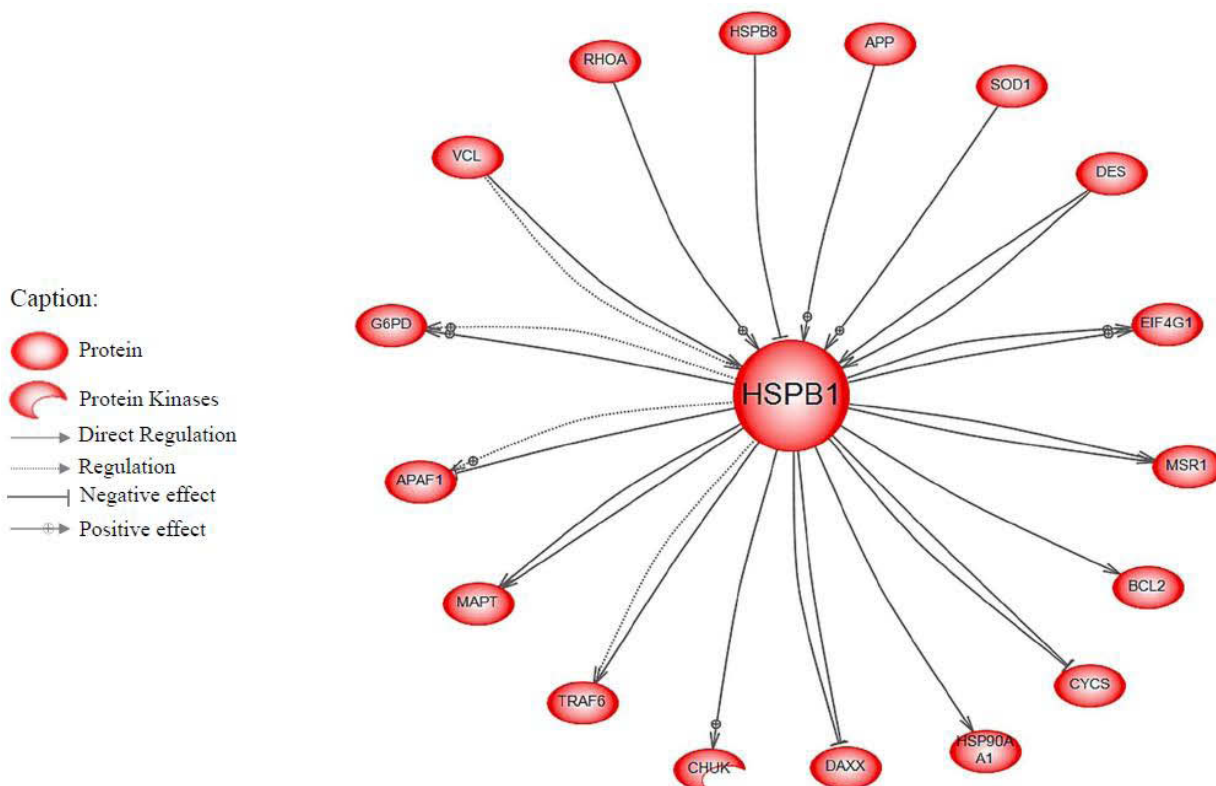 HSPB8
APP
RHOA
SOD1
VCL
DES
Caption:
Protein
Protein Kinases
Direct Regulation
Regulation
Negative effect
Positive effect
G6PD
EIF4G1
HSPB1
APAF1
MSR1
MAPT
BCL2
TRAF6
CYCS
CHUK
DAXX
HSP90A
A1